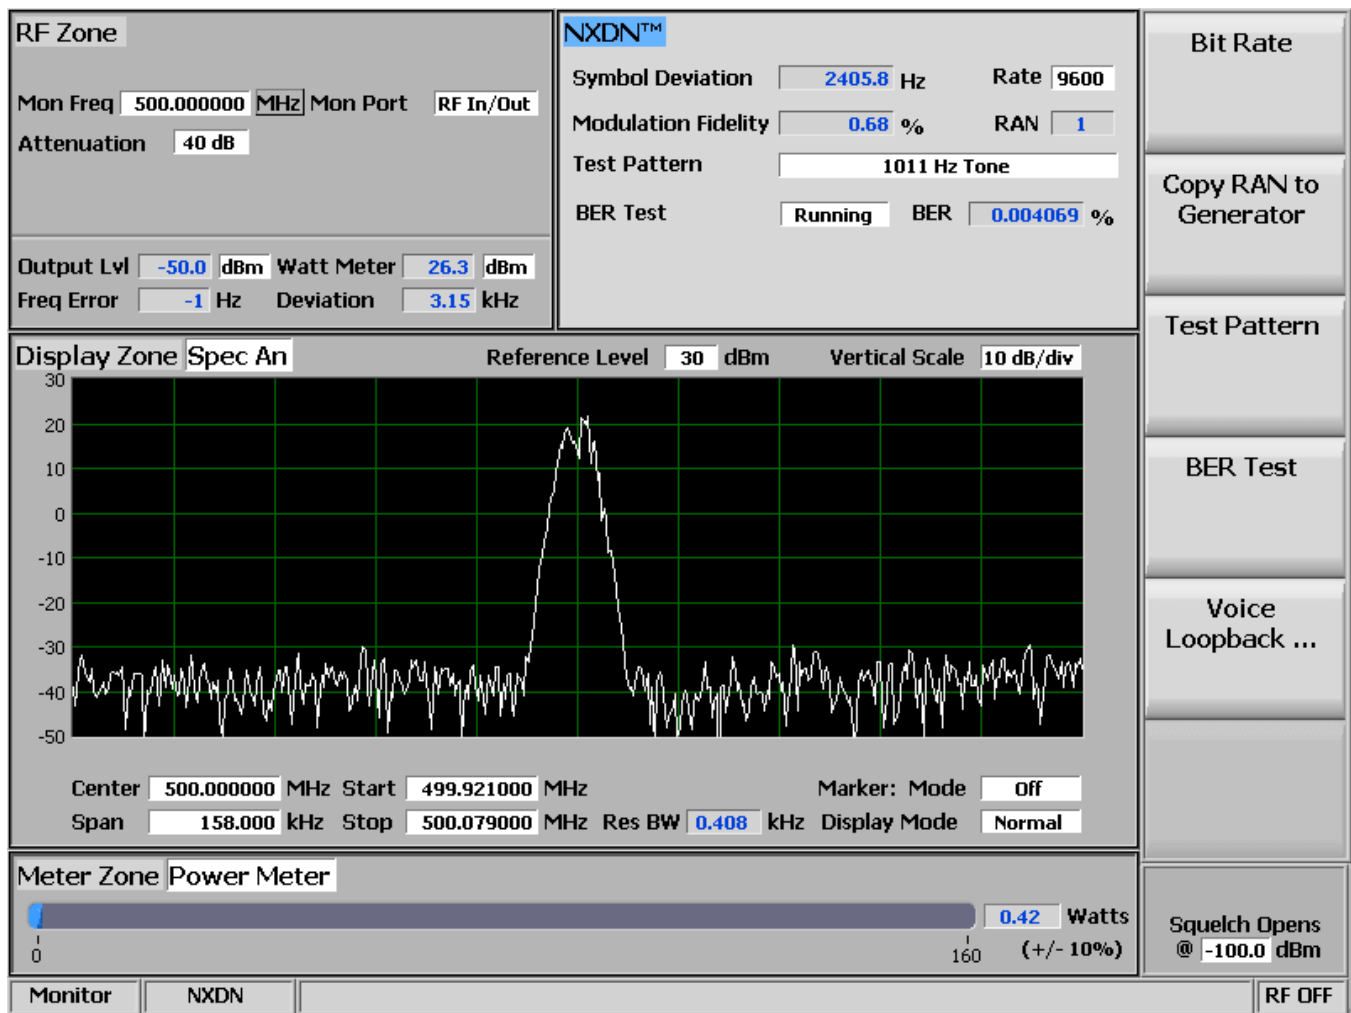 RF Zone
Mon Freq 500.000000 MHz Mon Port RF In/Out
Attenuation 40 dB
Output Lvl -50.0 dBm Watt Meter 26.3 dBm
Freq Error -1 Hz Deviation 3.15 kHz
NXDN™
Symbol Deviation 2405.8 Hz Rate 9600
Modulation Fidelity 0.68 % RAN 1
Test Pattern 1011 Hz Tone
BER Test Running BER 0.004069 %
Display Zone Spec An Reference Level 30 dBm Vertical Scale 10 dB/div
30
20
10
0
-10
-20
-30
-40
-50
Center 500.000000 MHz Start 499.921000 MHz Marker: Mode Off
Span 158.000 kHz Stop 500.079000 MHz Res BW 0.408 kHz Display Mode Normal
Meter Zone Power Meter
0.42 Watts
0 160 (+/- 10%)
Bit Rate
Copy RAN to
Generator
Test Pattern
BER Test
Voice
Loopback ...
Squelch Opens
@ -100.0 dBm
Monitor NXDN RF OFF